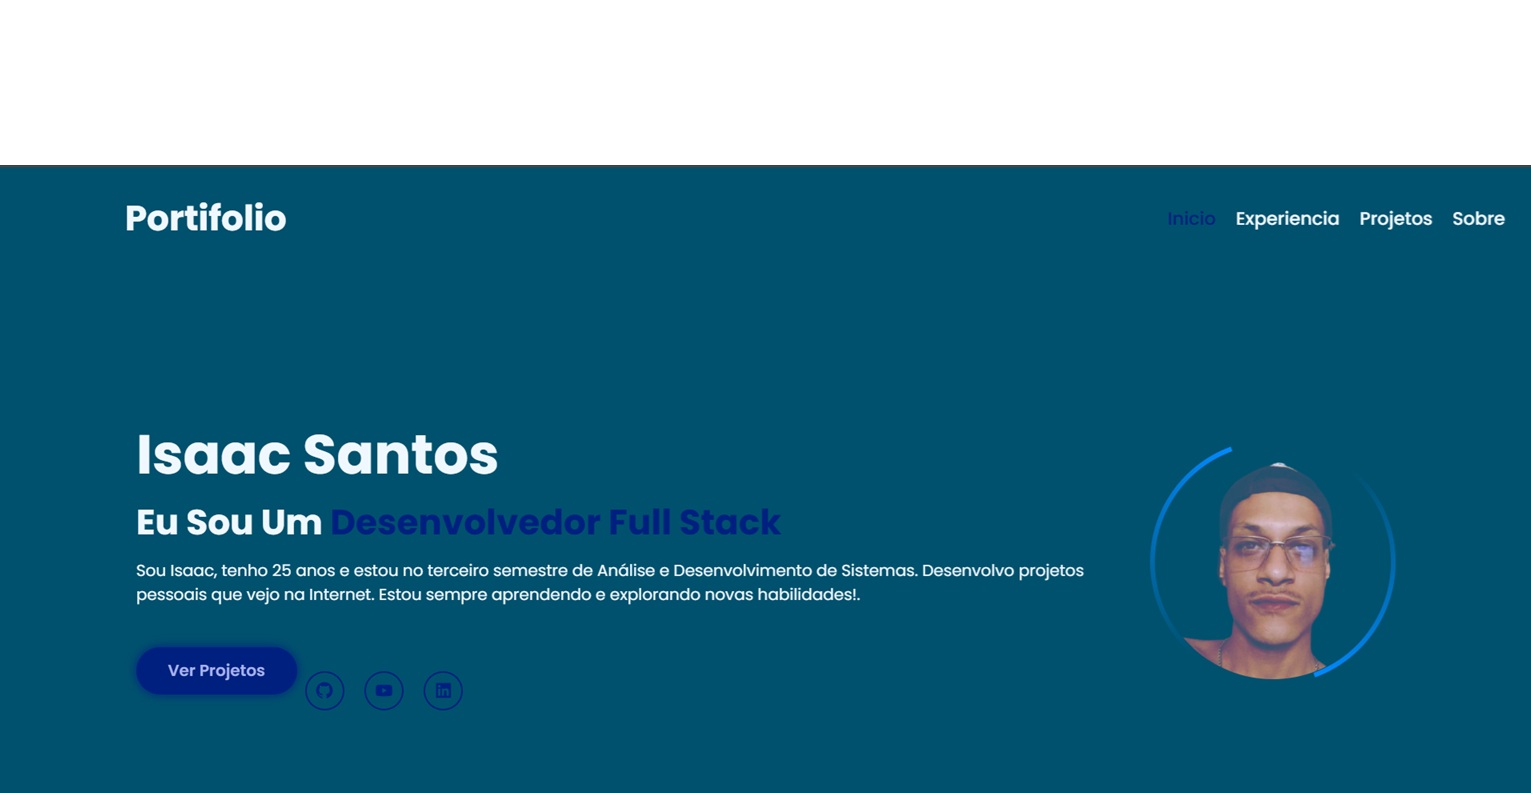 Portifolio
Inicio Experiencia Projetos Sobre
Isaac Santos
Eu Sou Um Desenvolvedor Full Stack
Sou Isaac, tenho 25 anos e estou no terceiro semestre de Análise e Desenvolvimento de Sistemas. Desenvolvo projetos
pessoais que vejo na Internet. Estou sempre aprendendo e explorando novas habilidades!.
Ver Projetos